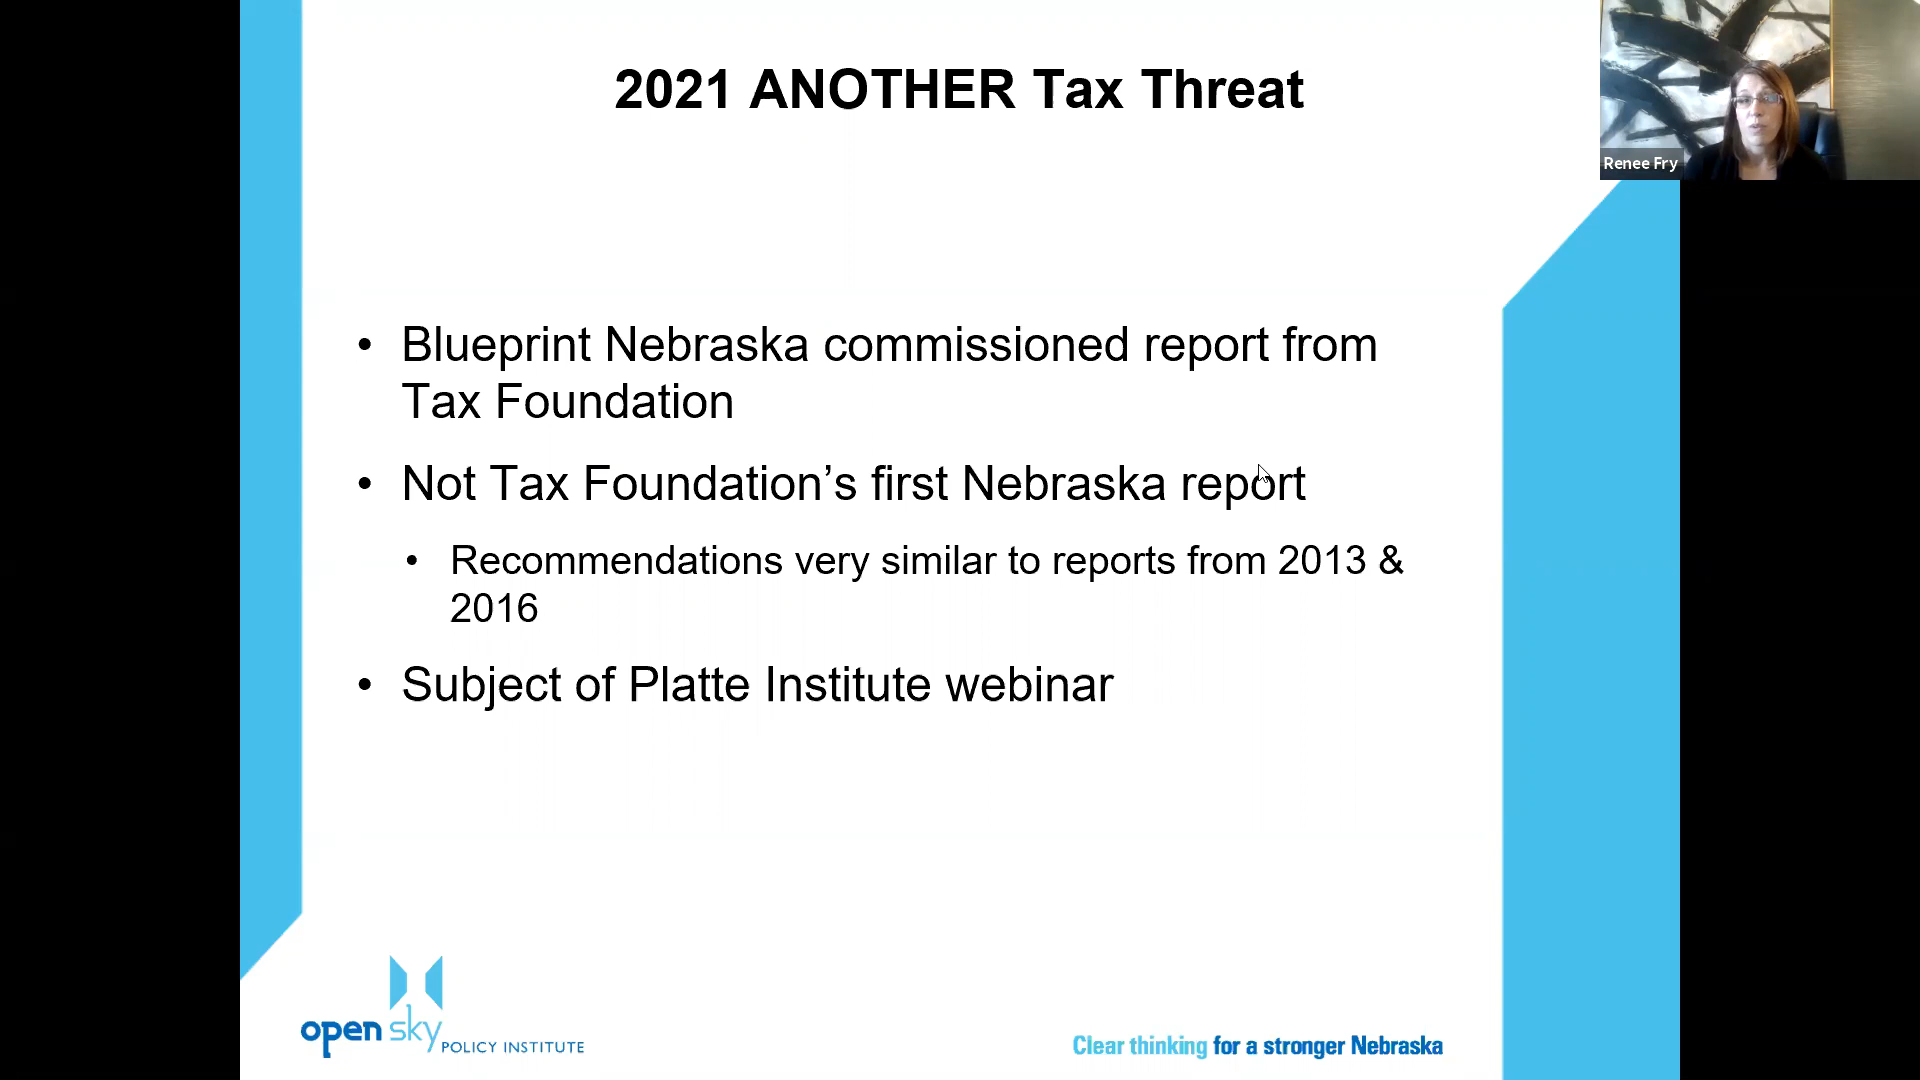 2021 ANOTHER Tax Threat
Renee Fry
• Blueprint Nebraska commissioned report from
Tax Foundation
• Not Tax Foundation’s first Nebraska report
• Recommendations very similar to reports from 2013 &
2016
• Subject of Platte Institute webinar
open sky POLICY INSTITUTE
Clear thinking for a stronger Nebraska